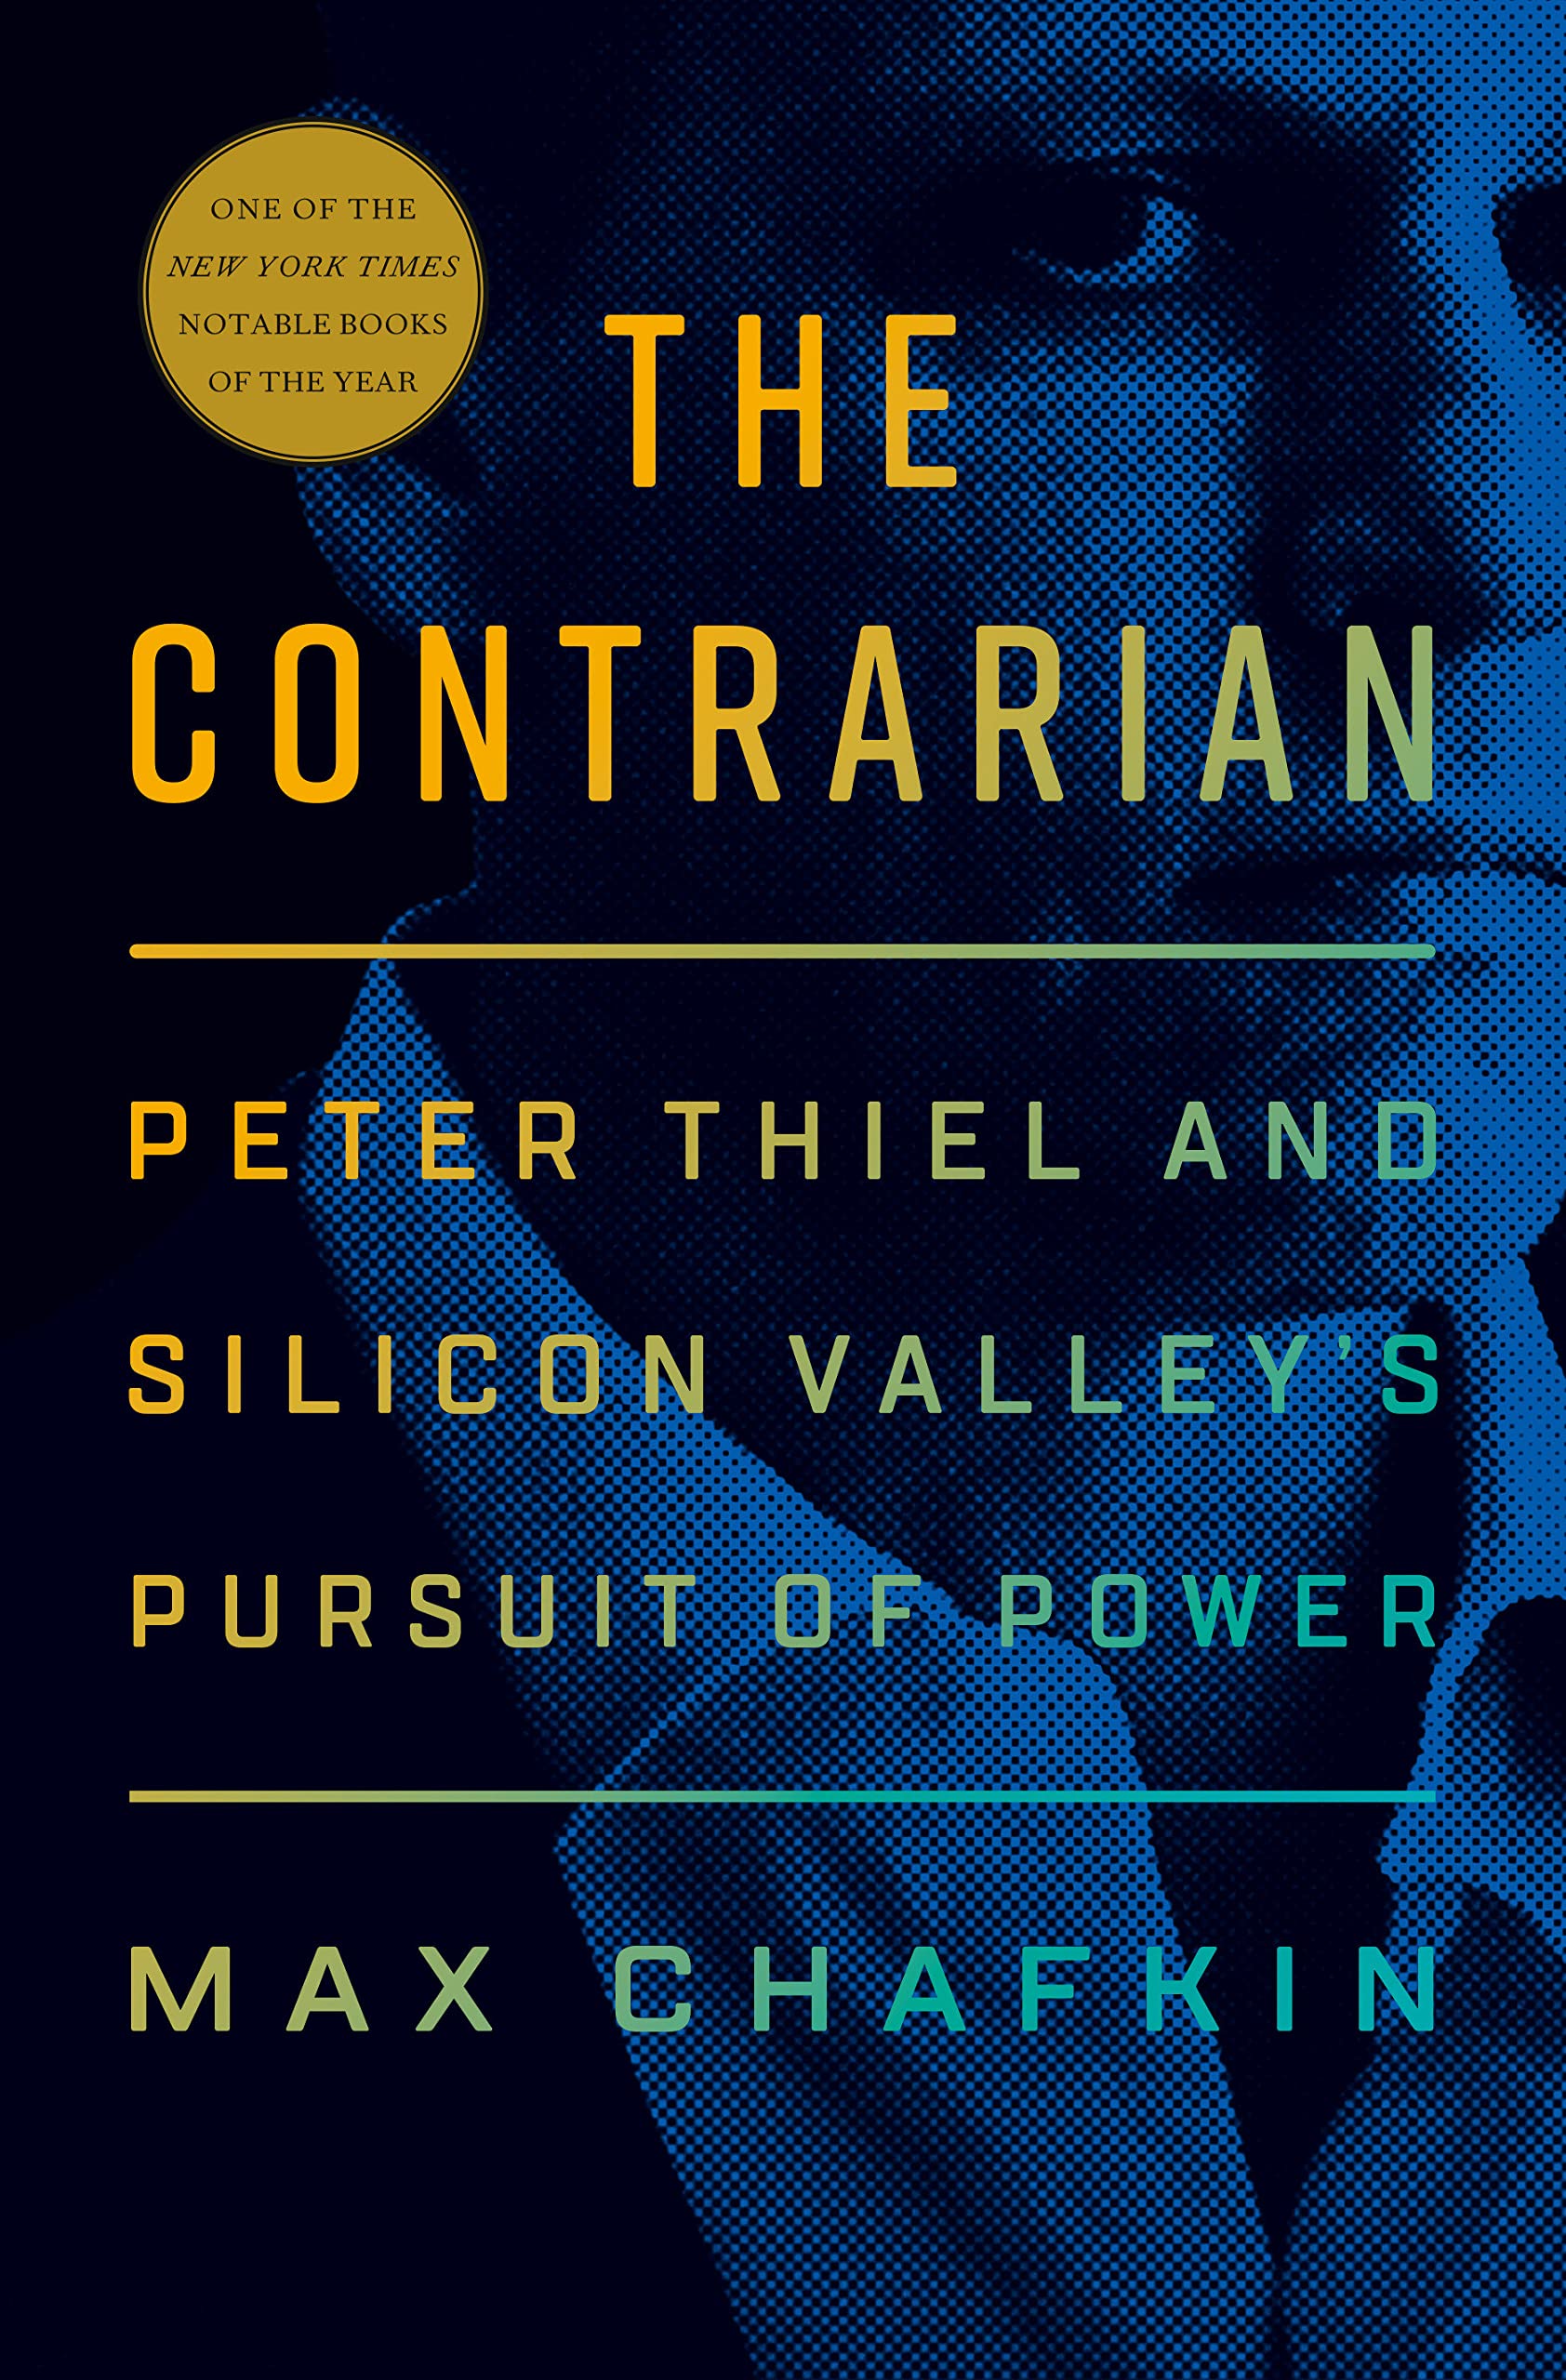 ONE OF THE
NEW YORK TIMES
NOTABLE BOOKS
OF THE YEAR
THE
CONTRARIAN
PETER THIEL AND
SILICON VALLEY’S
PURSUIT OF POWER
MAX CHAFKIN